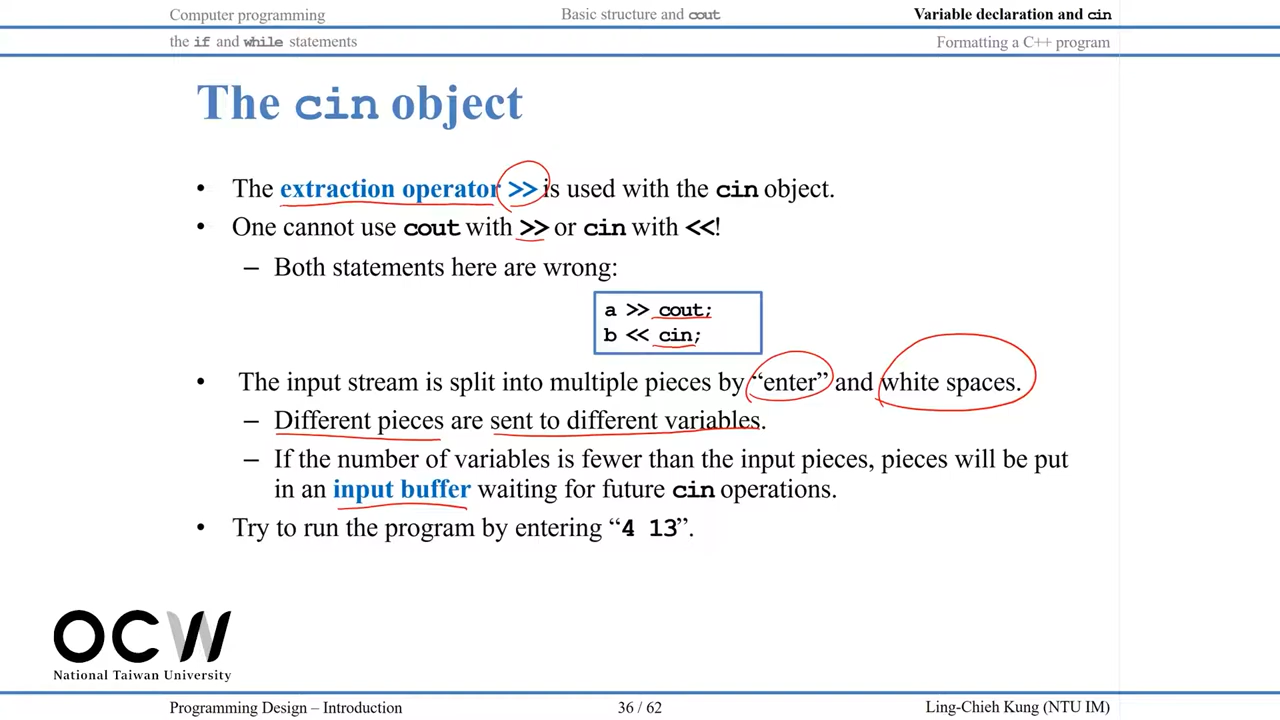 Computer programming Basic structure and cout Variable declaration and cin
the if and while statements Formatting a C++ program
The cin object
• The extraction operator >> is used with the cin object.
• One cannot use cout with >> or cin with <<!
– Both statements here are wrong:
a >> cout;
b << cin;
• The input stream is split into multiple pieces by “enter” and white spaces.
– Different pieces are sent to different variables.
– If the number of variables is fewer than the input pieces, pieces will be put
in an input buffer waiting for future cin operations.
• Try to run the program by entering “4 13”.
OCW
National Taiwan University
Programming Design – Introduction 36 / 62 Ling-Chieh Kung (NTU IM)